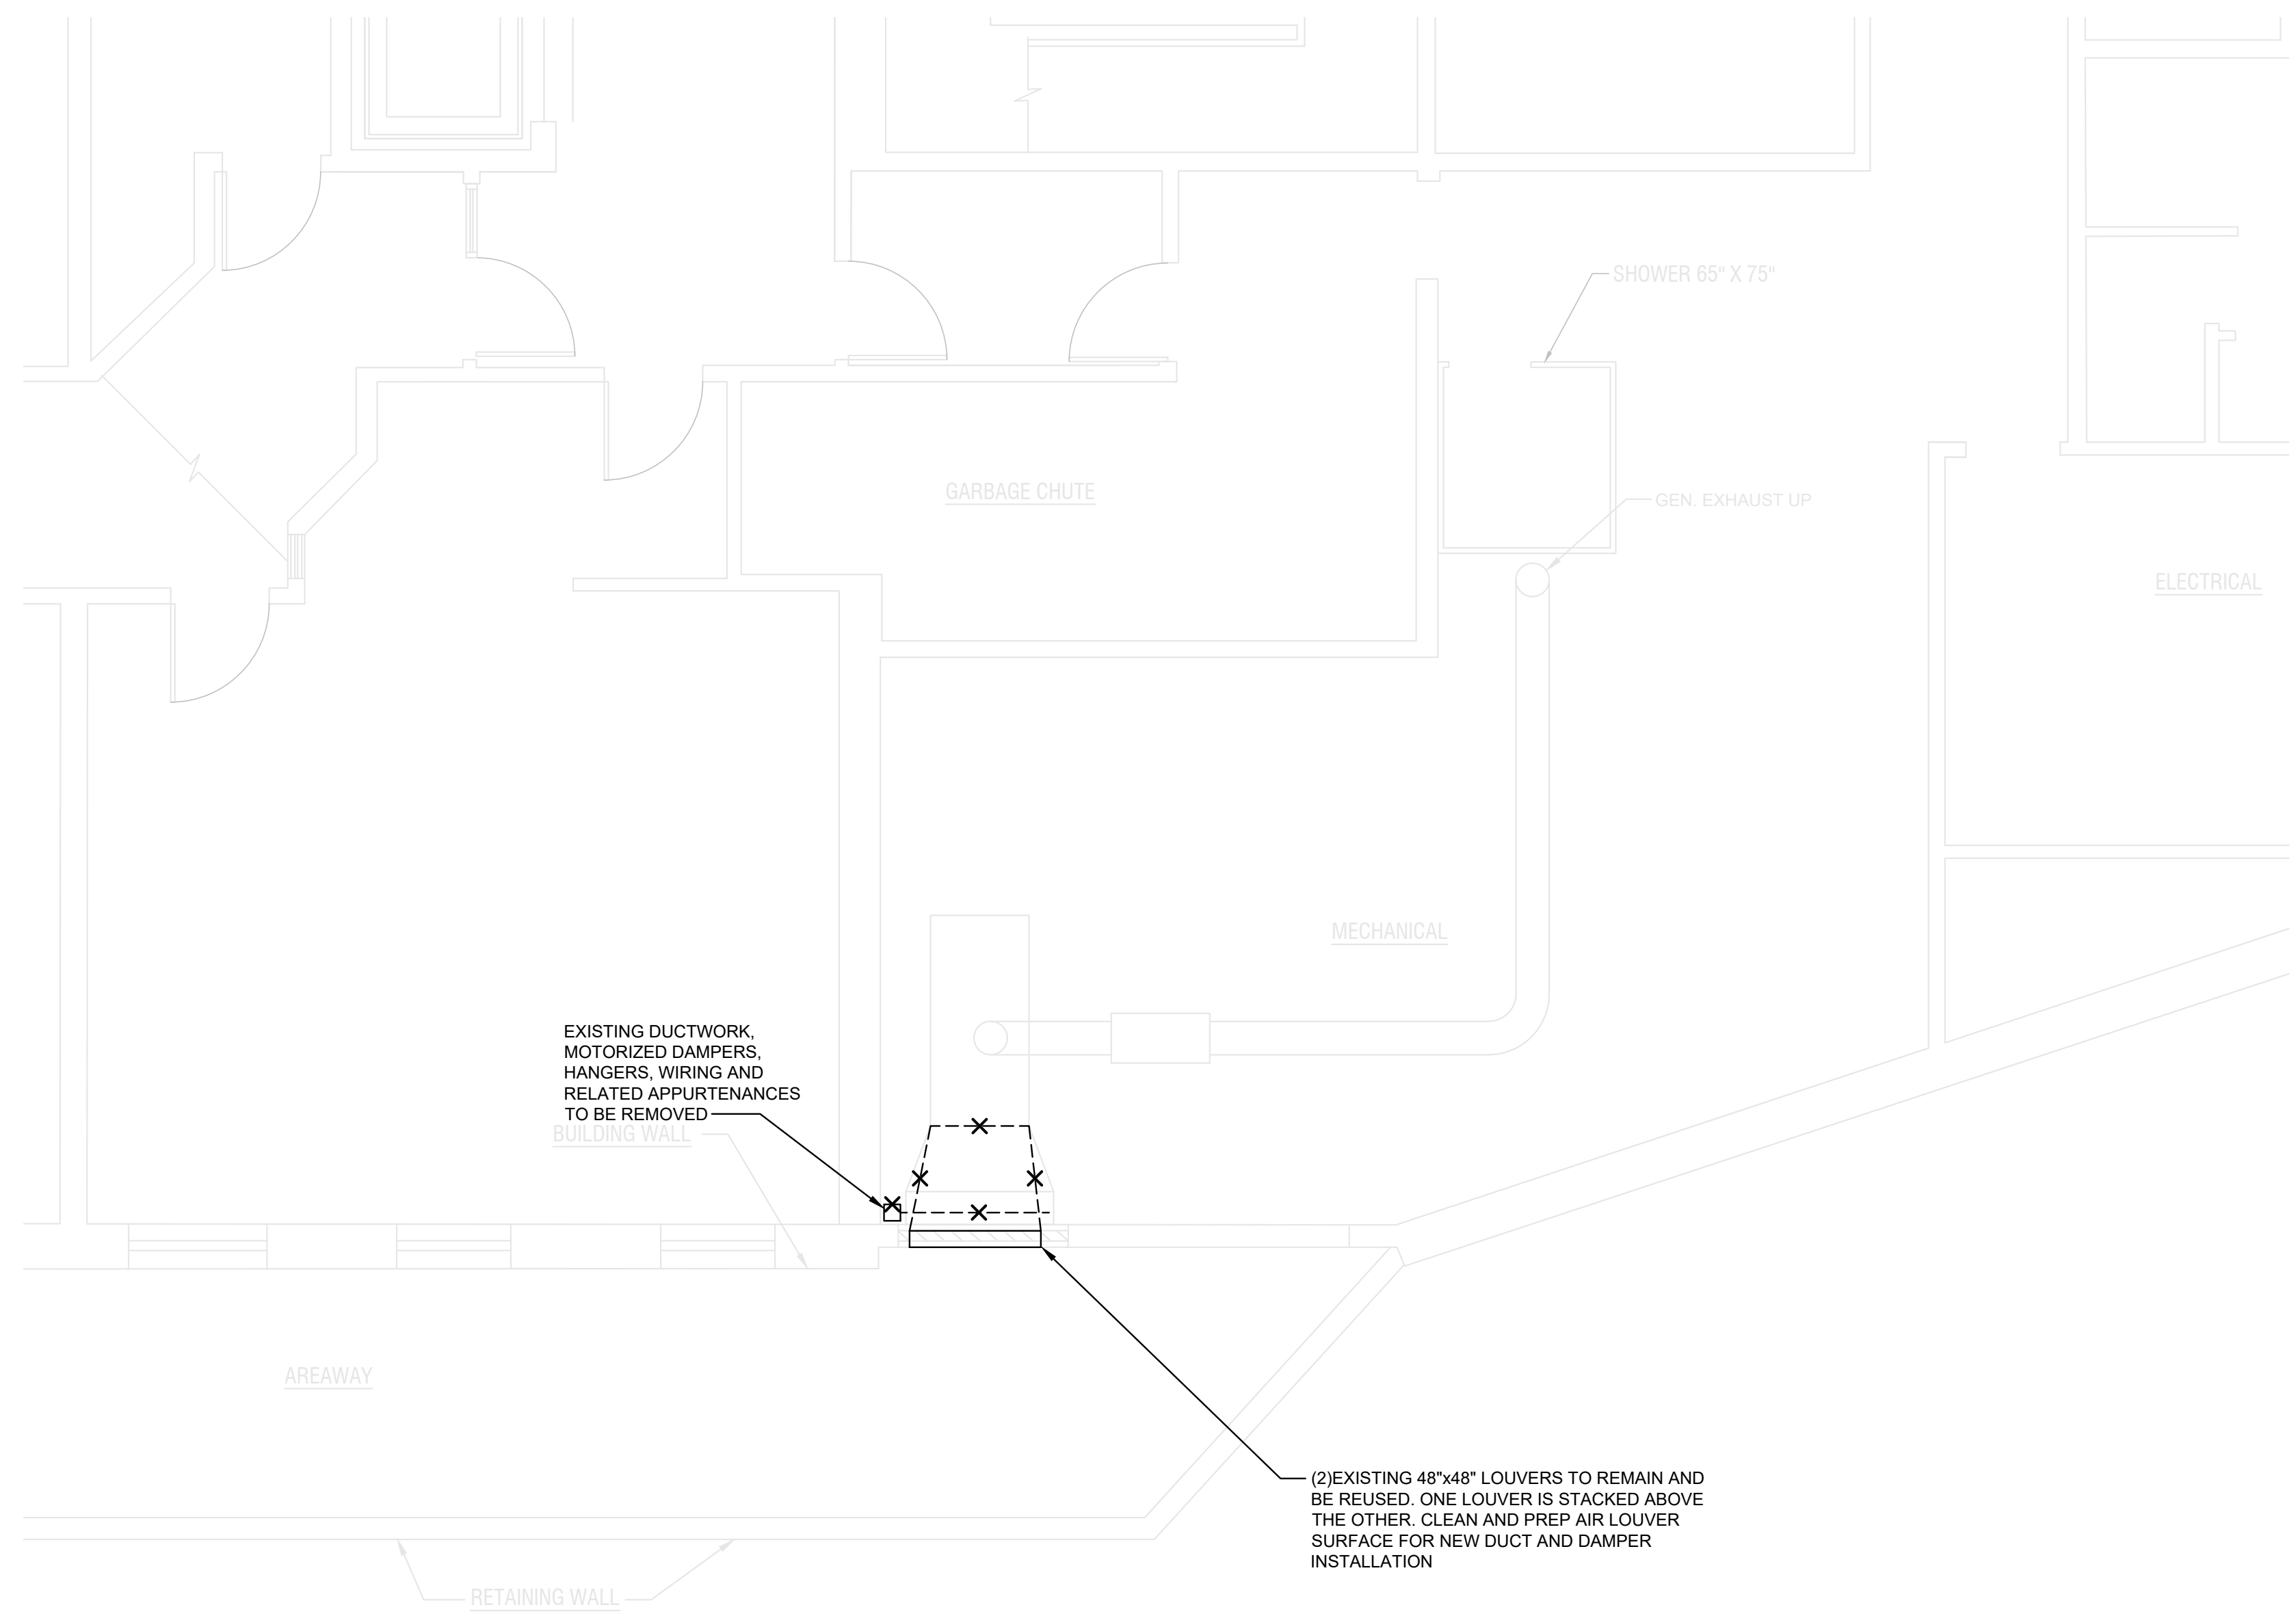 SHOWER 65" X 75"
GARBAGE CHUTE
GEN. EXHAUST UP
ELECTRICAL
MECHANICAL
EXISTING DUCTWORK,
MOTORIZED DAMPERS,
HANGERS, WIRING AND
RELATED APPURTENANCES
TO BE REMOVED
BUILDING WALL
AREAWAY
(2)EXISTING 48"x48" LOUVERS TO REMAIN AND
BE REUSED. ONE LOUVER IS STACKED ABOVE
THE OTHER. CLEAN AND PREP AIR LOUVER
SURFACE FOR NEW DUCT AND DAMPER
INSTALLATION
RETAINING WALL